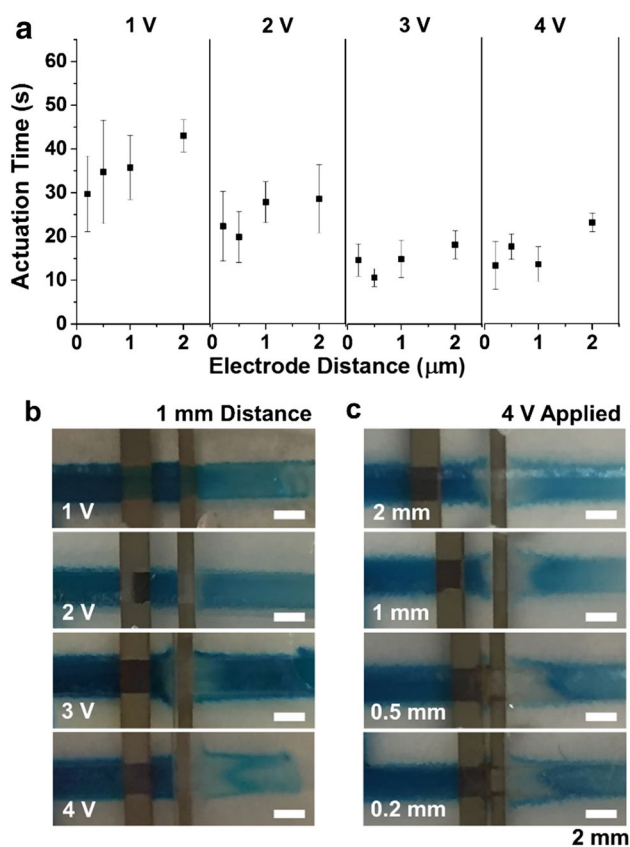 a
1 V 2 V 3 V 4 V
Actuation Time (s)
60
50
40
30
20
10
0
0 1 2 0 1 2 0 1 2 0 1 2
Electrode Distance (μm)
b 1 mm Distance
1 V
2 V
3 V
4 V
c 4 V Applied
2 mm
1 mm
0.5 mm
0.2 mm
2 mm